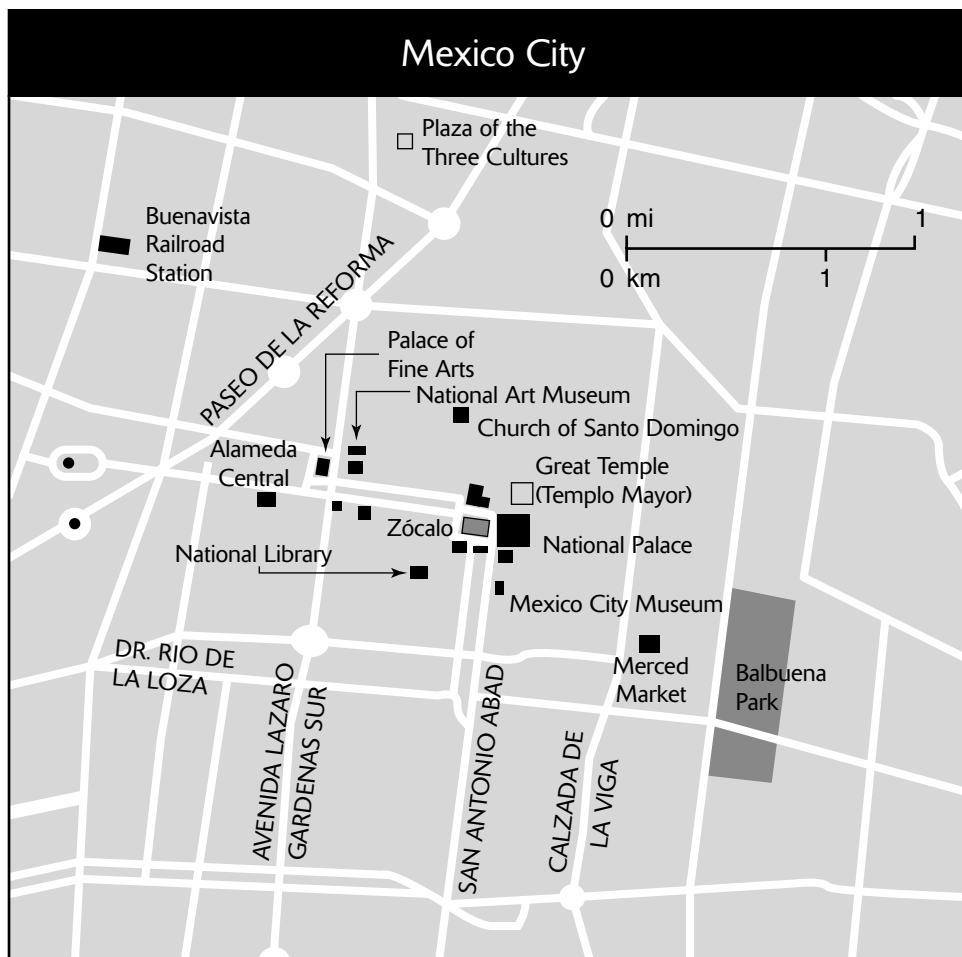 Mexico City
Plaza of the
Three Cultures
Buenavista
Railroad
Station
0 mi 1
0 km 1
PASEO DE LA REFORMA
Palace of
Fine Arts
National Art Museum
Church of Santo Domingo
Alameda
Central
Great Temple
(Templo Mayor)
Zócalo
National Palace
National Library
Mexico City Museum
DR. RIO DE
LA LOZA
Merced
Market
Balbuena
Park
AVENIDA LAZARO
GARDENAS SUR
SAN ANTONIO ABAD
CALZADA DE
LA VIGA